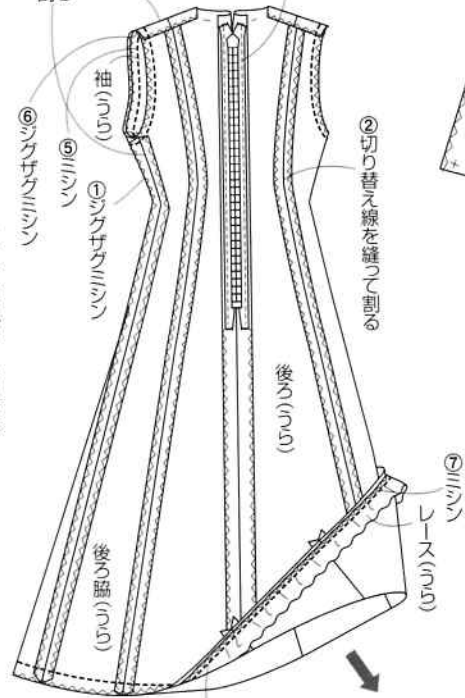 ②切り替え線を縫って割る
袖(うら)
⑥ジグザグミシン
⑤ミシン
①ジグザグミシン
後ろ(うら)
⑦ミシン
レース(うら)
後ろ脇(うら)